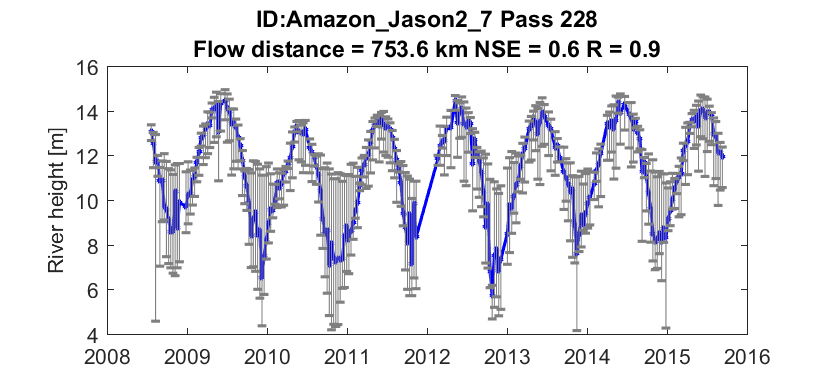 ID:Amazon_Jason2_7 Pass 228
Flow distance = 753.6 km NSE = 0.6 R = 0.9
River height [m]
16
14
12
10
8
6
4
2008 2009 2010 2011 2012 2013 2014 2015 2016